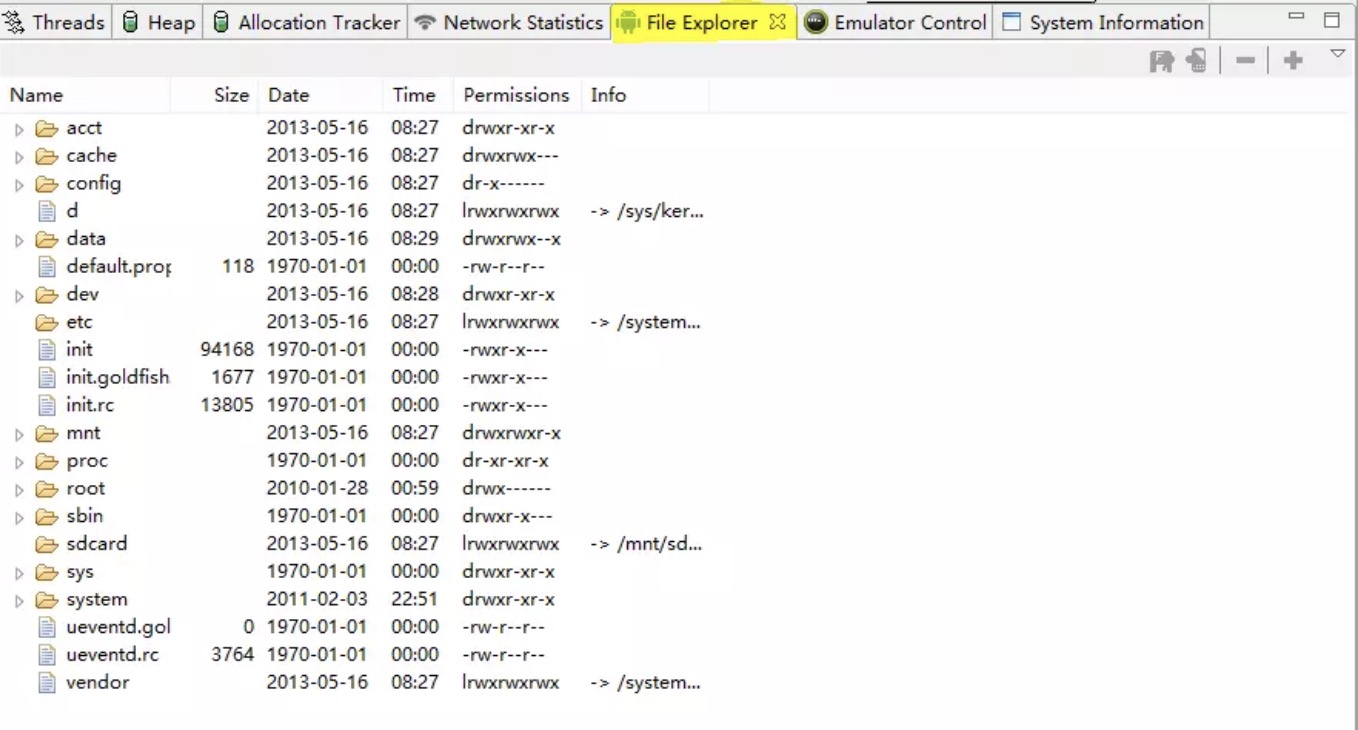 Threads Heap Allocation Tracker Network Statistics File Explorer Emulator Control System Information
Name Size Date Time Permissions Info
acct 2013-05-16 08:27 drwxr-xr-x
cache 2013-05-16 08:27 drwxrwx---
config 2013-05-16 08:27 dr-x------
d 2013-05-16 08:27 lrwxrwxrwx -> /sys/ker...
data 2013-05-16 08:29 drwxrwx--x
default.prop 118 1970-01-01 00:00 -rw-r--r--
dev 2013-05-16 08:28 drwxr-xr-x
etc 2013-05-16 08:27 lrwxrwxrwx -> /system...
init 94168 1970-01-01 00:00 -rwxr-x---
init.goldfish 1677 1970-01-01 00:00 -rwxr-x---
init.rc 13805 1970-01-01 00:00 -rwxr-x---
mnt 2013-05-16 08:27 drwxrwxr-x
proc 1970-01-01 00:00 dr-xr-xr-x
root 2010-01-28 00:59 drwx------
sbin 1970-01-01 00:00 drwxr-x---
sdcard 2013-05-16 08:27 lrwxrwxrwx -> /mnt/sd...
sys 1970-01-01 00:00 drwxr-xr-x
system 2011-02-03 22:51 drwxr-xr-x
ueventd.gol 0 1970-01-01 00:00 -rw-r--r--
ueventd.rc 3764 1970-01-01 00:00 -rw-r--r--
vendor 2013-05-16 08:27 lrwxrwxrwx -> /system...